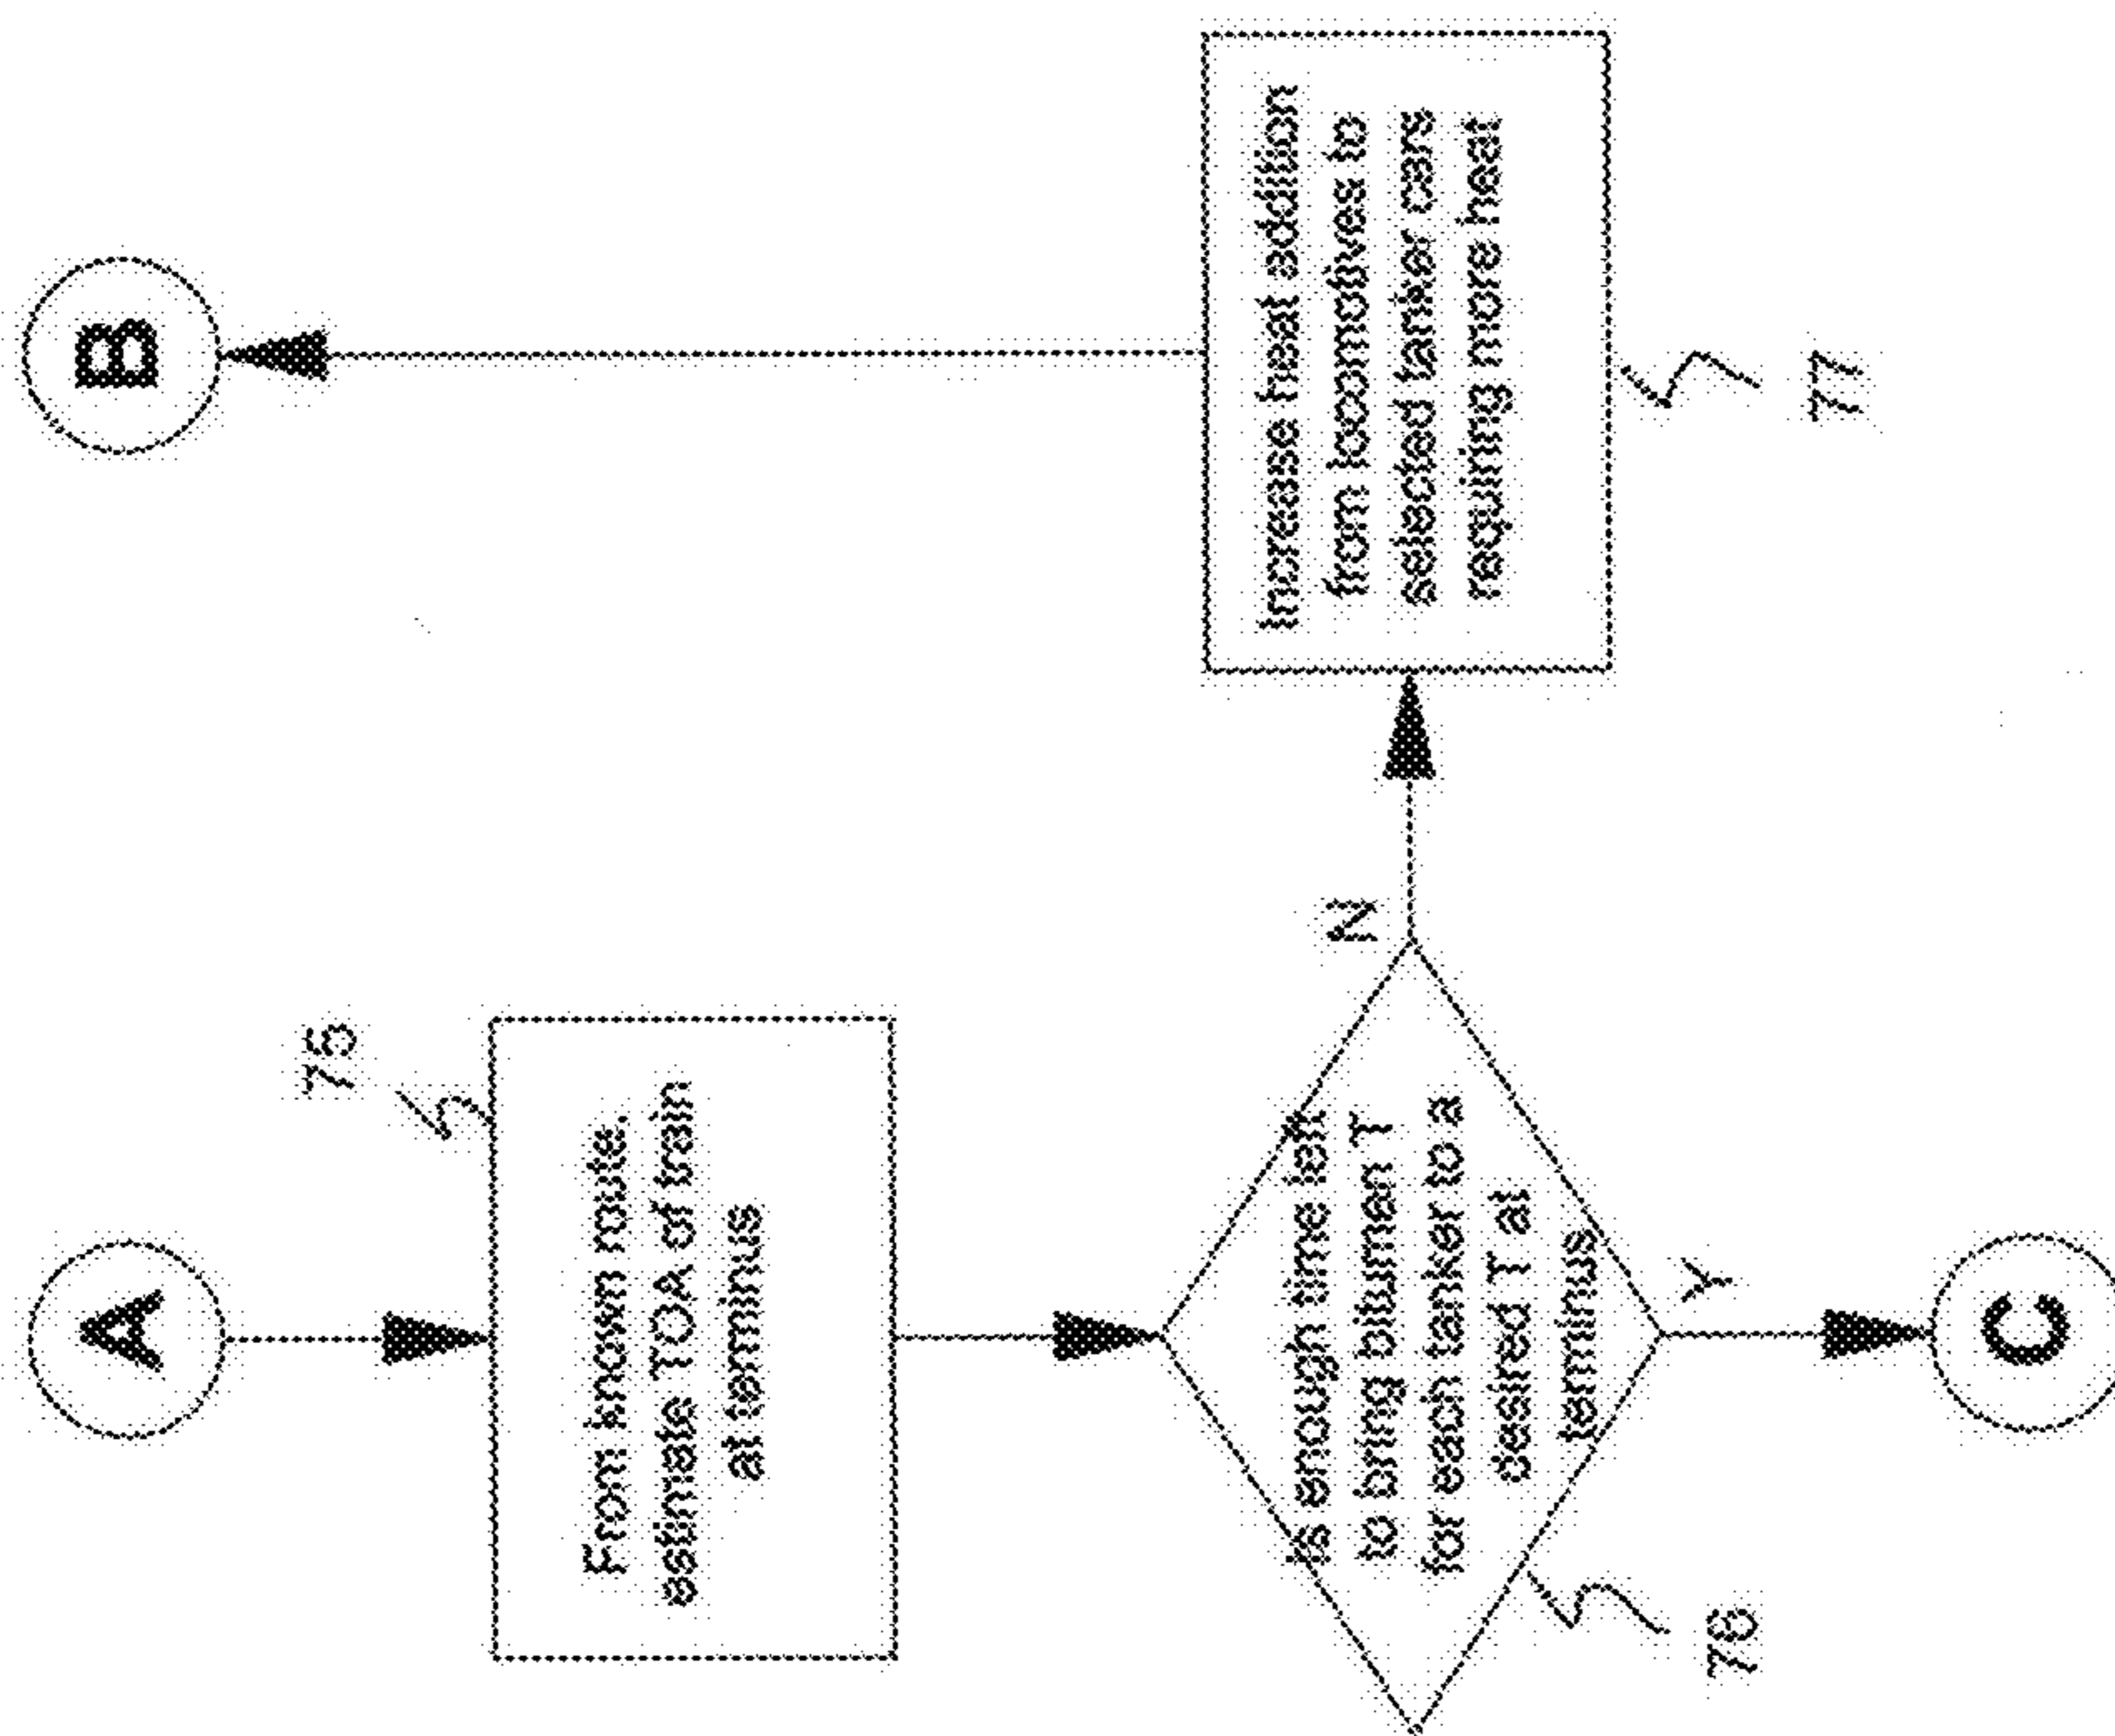 A
B
75
From known route,
estimate TOA of train
at terminus
Is enough time left
to bring bitumen T
for each tanker to a
desired T at
terminus
N
Increase heat addition
from locomotives to
selected tanker cars
requiring more heat
78
Y
77
C